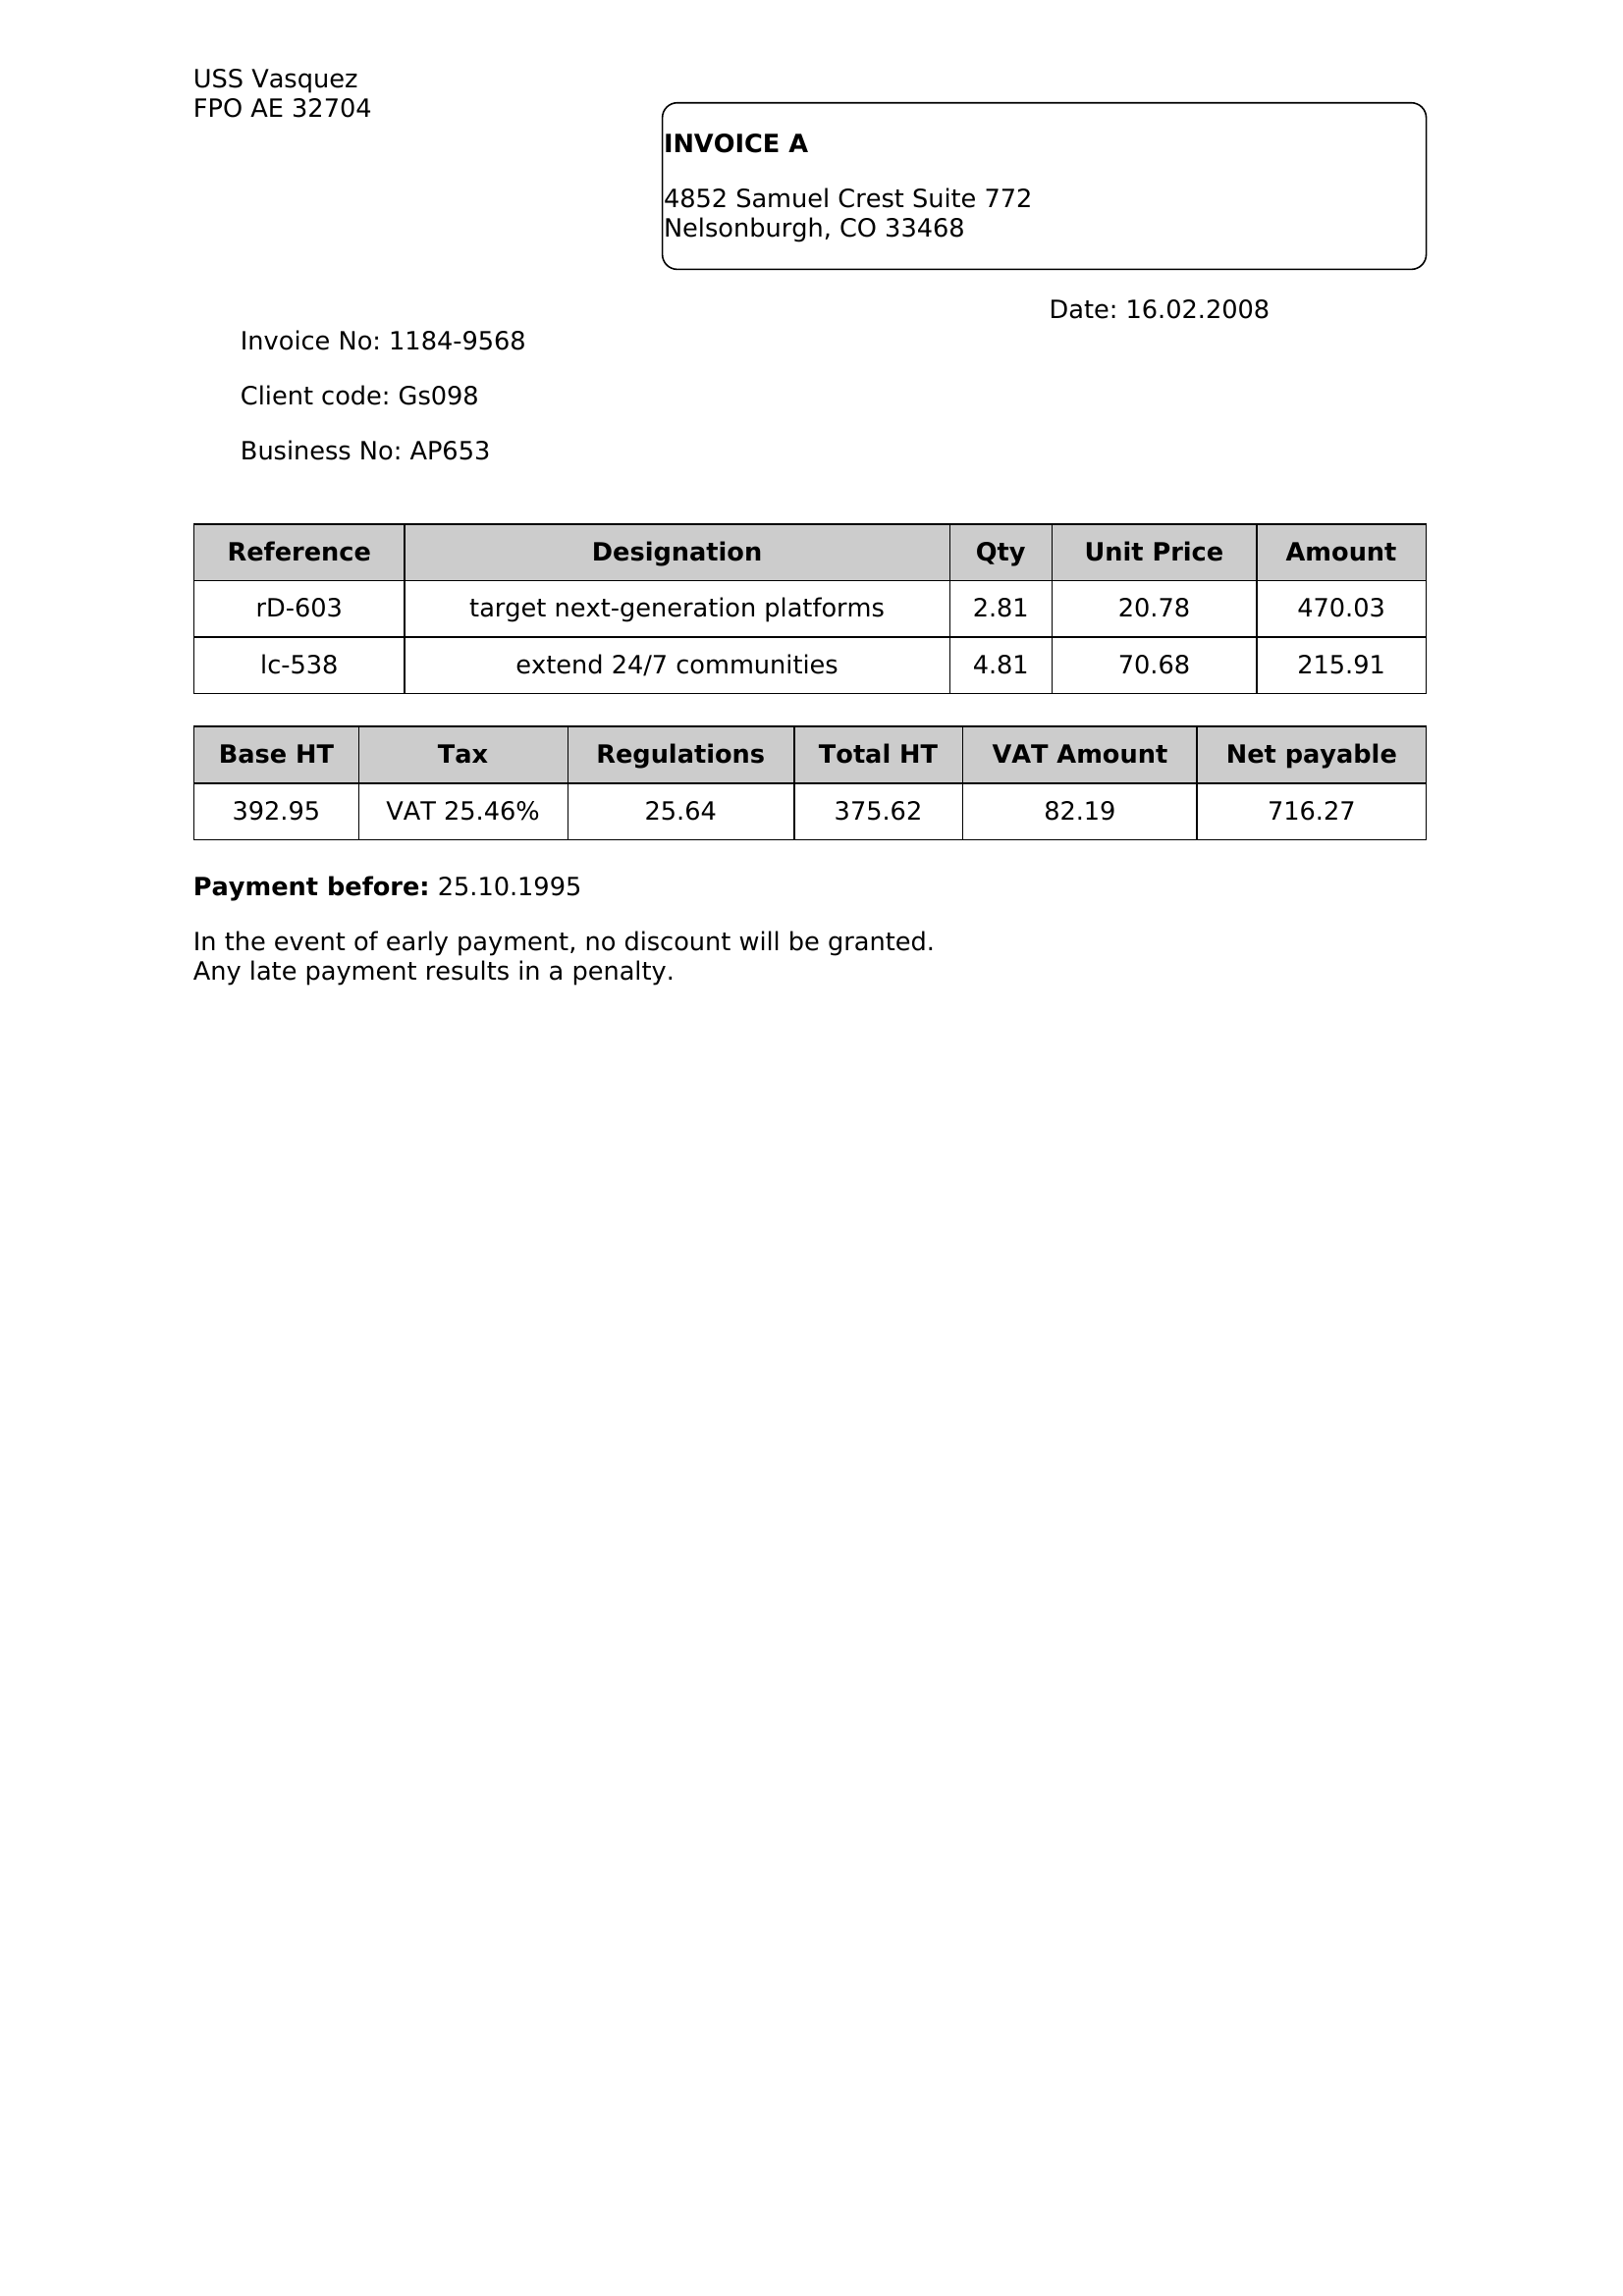 USS Vasquez
FPO AE 32704
INVOICE A
4852 Samuel Crest Suite 772
Nelsonburgh, CO 33468
Date: 16.02.2008
Invoice No: 1184-9568
Client code: Gs098
Business No: AP653
Reference Designation Qty Unit Price Amount
rD-603 target next-generation platforms 2.81 20.78 470.03
lc-538 extend 24/7 communities 4.81 70.68 215.91
Base HT Tax Regulations Total HT VAT Amount Net payable
392.95 VAT 25.46% 25.64 375.62 82.19 716.27
Payment before: 25.10.1995
In the event of early payment, no discount will be granted.
Any late payment results in a penalty.